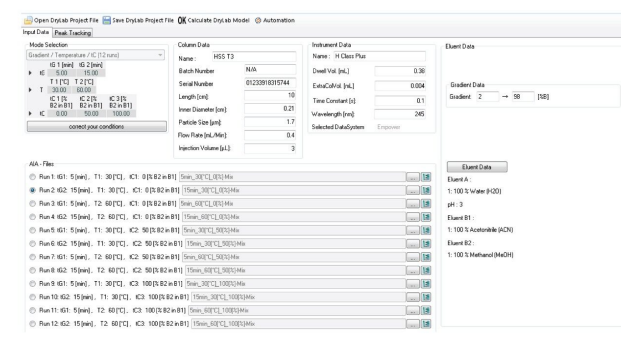 Open DryLab Project File Save DryLab Project File OK Calculate DryLab Model Automation
Input Data Peak Tracking
Mode Selection
Gradient / Temperature / tC (12 runs)
tG 1 [min] tG 2 [min]
tG 5.00 15.00
T 1 [°C] T 2 [°C]
T 30.00 60.00
tC 1 [% B2 in B1] tC 2 [% B2 in B1] tC 3 [% B2 in B1]
tC 0.00 50.00 100.00
correct your conditions
Column Data
Name : HSS T3
Batch Number N/A
Serial Number 01233918315744
Length [cm]: 10
Inner Diameter [cm]: 0.21
Particle Size [µm]: 1.7
Flow Rate [mL/Min]: 0.4
Injection Volume [µL]: 3
Instrument Data
Name : H Class Plus
Dwell Vol. [mL] 0.38
ExtraColVol. [mL] 0.004
Time Constant [s] 0.1
Wavelength [nm] 245
Selected DataSystem Empower
Eluent Data
Gradient Data
Gradient 2 → 98 [%B]
Eluent Data
Eluent A :
1: 100 % Water (H2O)
pH : 3
Eluent B1 :
1: 100 % Acetonitrile (ACN)
Eluent B2 :
1: 100 % Methanol (MeOH)
AIA - Files
Run 1: tG1: 5 [min] , T1: 30 [°C] , tC1: 0 [% B2 in B1] 5min_30[°C]_0[%]-Mix ...
Run 2: tG2: 15 [min] , T1: 30 [°C] , tC1: 0 [% B2 in B1] 15min_30[°C]_0[%]-Mix ...
Run 3: tG1: 5 [min] , T2: 60 [°C] , tC1: 0 [% B2 in B1] 5min_60[°C]_0[%]-Mix ...
Run 4: tG2: 15 [min] , T2: 60 [°C] , tC1: 0 [% B2 in B1] 15min_60[°C]_0[%]-Mix ...
Run 5: tG1: 5 [min] , T1: 30 [°C] , tC2: 50 [% B2 in B1] 5min_30[°C]_50[%]-Mix ...
Run 6: tG2: 15 [min] , T1: 30 [°C] , tC2: 50 [% B2 in B1] 15min_30[°C]_50[%]-Mix ...
Run 7: tG1: 5 [min] , T2: 60 [°C] , tC2: 50 [% B2 in B1] 5min_60[°C]_50[%]-Mix ...
Run 8: tG2: 15 [min] , T2: 60 [°C] , tC2: 50 [% B2 in B1] 15min_60[°C]_50[%]-Mix ...
Run 9: tG1: 5 [min] , T1: 30 [°C] , tC3: 100 [% B2 in B1] 5min_30[°C]_100[%]-Mix ...
Run 10: tG2: 15 [min] , T1: 30 [°C] , tC3: 100 [% B2 in B1] 15min_30[°C]_100[%]-Mix ...
Run 11: tG1: 5 [min] , T2: 60 [°C] , tC3: 100 [% B2 in B1] 5min_60[°C]_100[%]-Mix ...
Run 12: tG2: 15 [min] , T2: 60 [°C] , tC3: 100 [% B2 in B1] 15min_60[°C]_100[%]-Mix ...